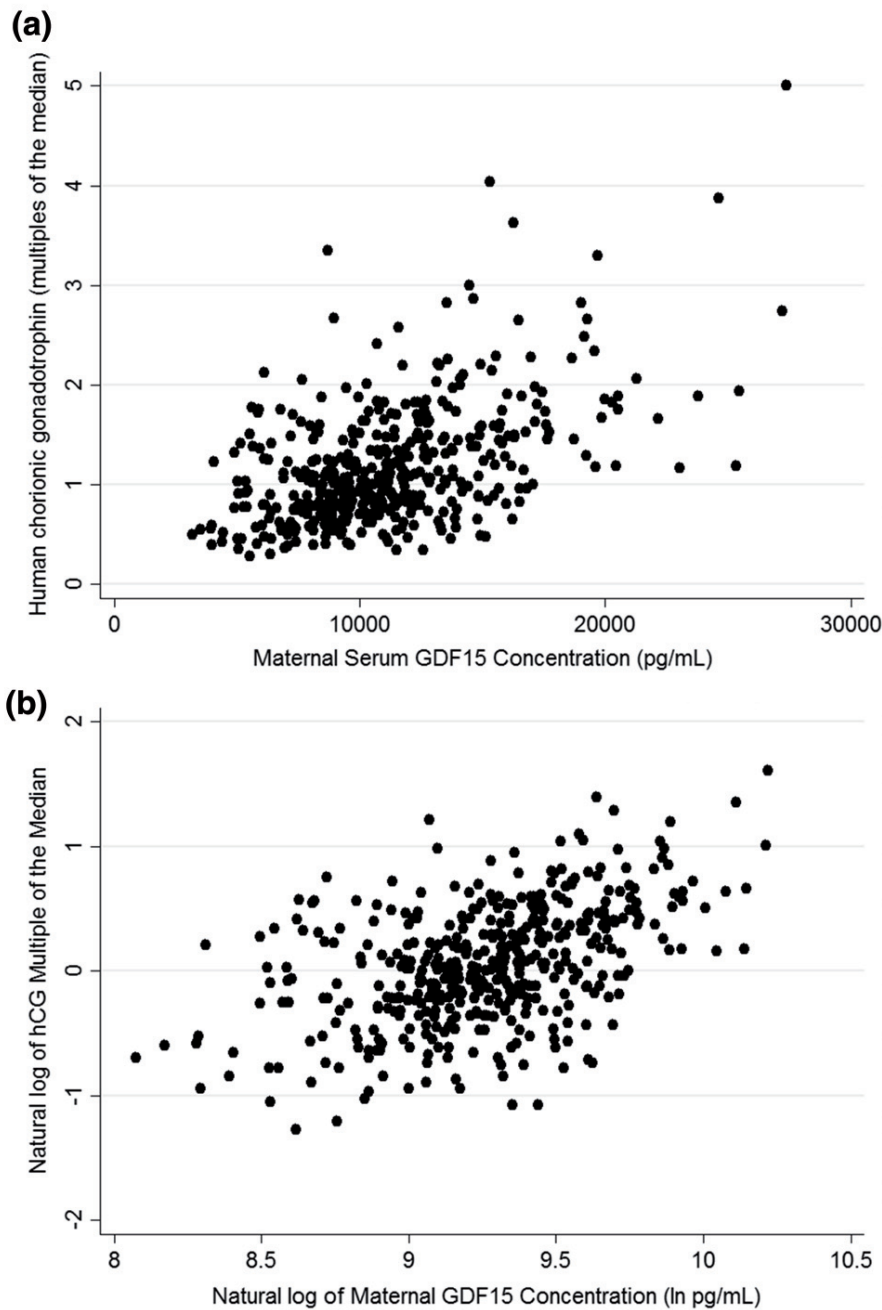 (a)
Human chorionic gonadotrophin (multiples of the median)
5
4
3
2
1
0
0 10000 20000 30000
Maternal Serum GDF15 Concentration (pg/mL)
(b)
Natural log of hCG Multiple of the Median
2
1
0
-1
-2
8 8.5 9 9.5 10 10.5
Natural log of Maternal GDF15 Concentration (ln pg/mL)